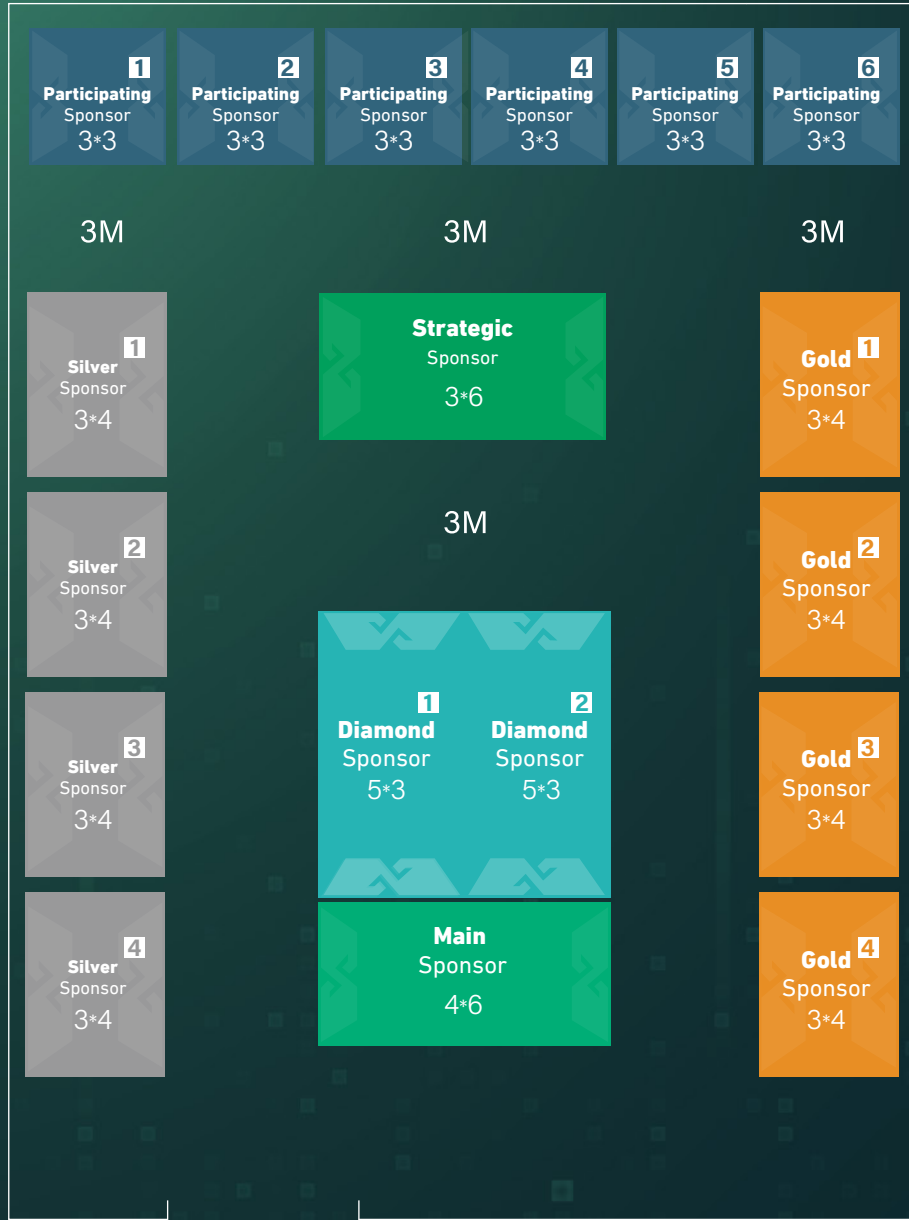 1
Participating
Sponsor
3*3
2
Participating
Sponsor
3*3
3
Participating
Sponsor
3*3
4
Participating
Sponsor
3*3
5
Participating
Sponsor
3*3
6
Participating
Sponsor
3*3
3M
3M
3M
1
Silver
Sponsor
3*4
Strategic
Sponsor
3*6
1
Gold
Sponsor
3*4
2
Silver
Sponsor
3*4
3M
2
Gold
Sponsor
3*4
3
Silver
Sponsor
3*4
1
Diamond
Sponsor
5*3
2
Diamond
Sponsor
5*3
3
Gold
Sponsor
3*4
4
Silver
Sponsor
3*4
Main
Sponsor
4*6
4
Gold
Sponsor
3*4